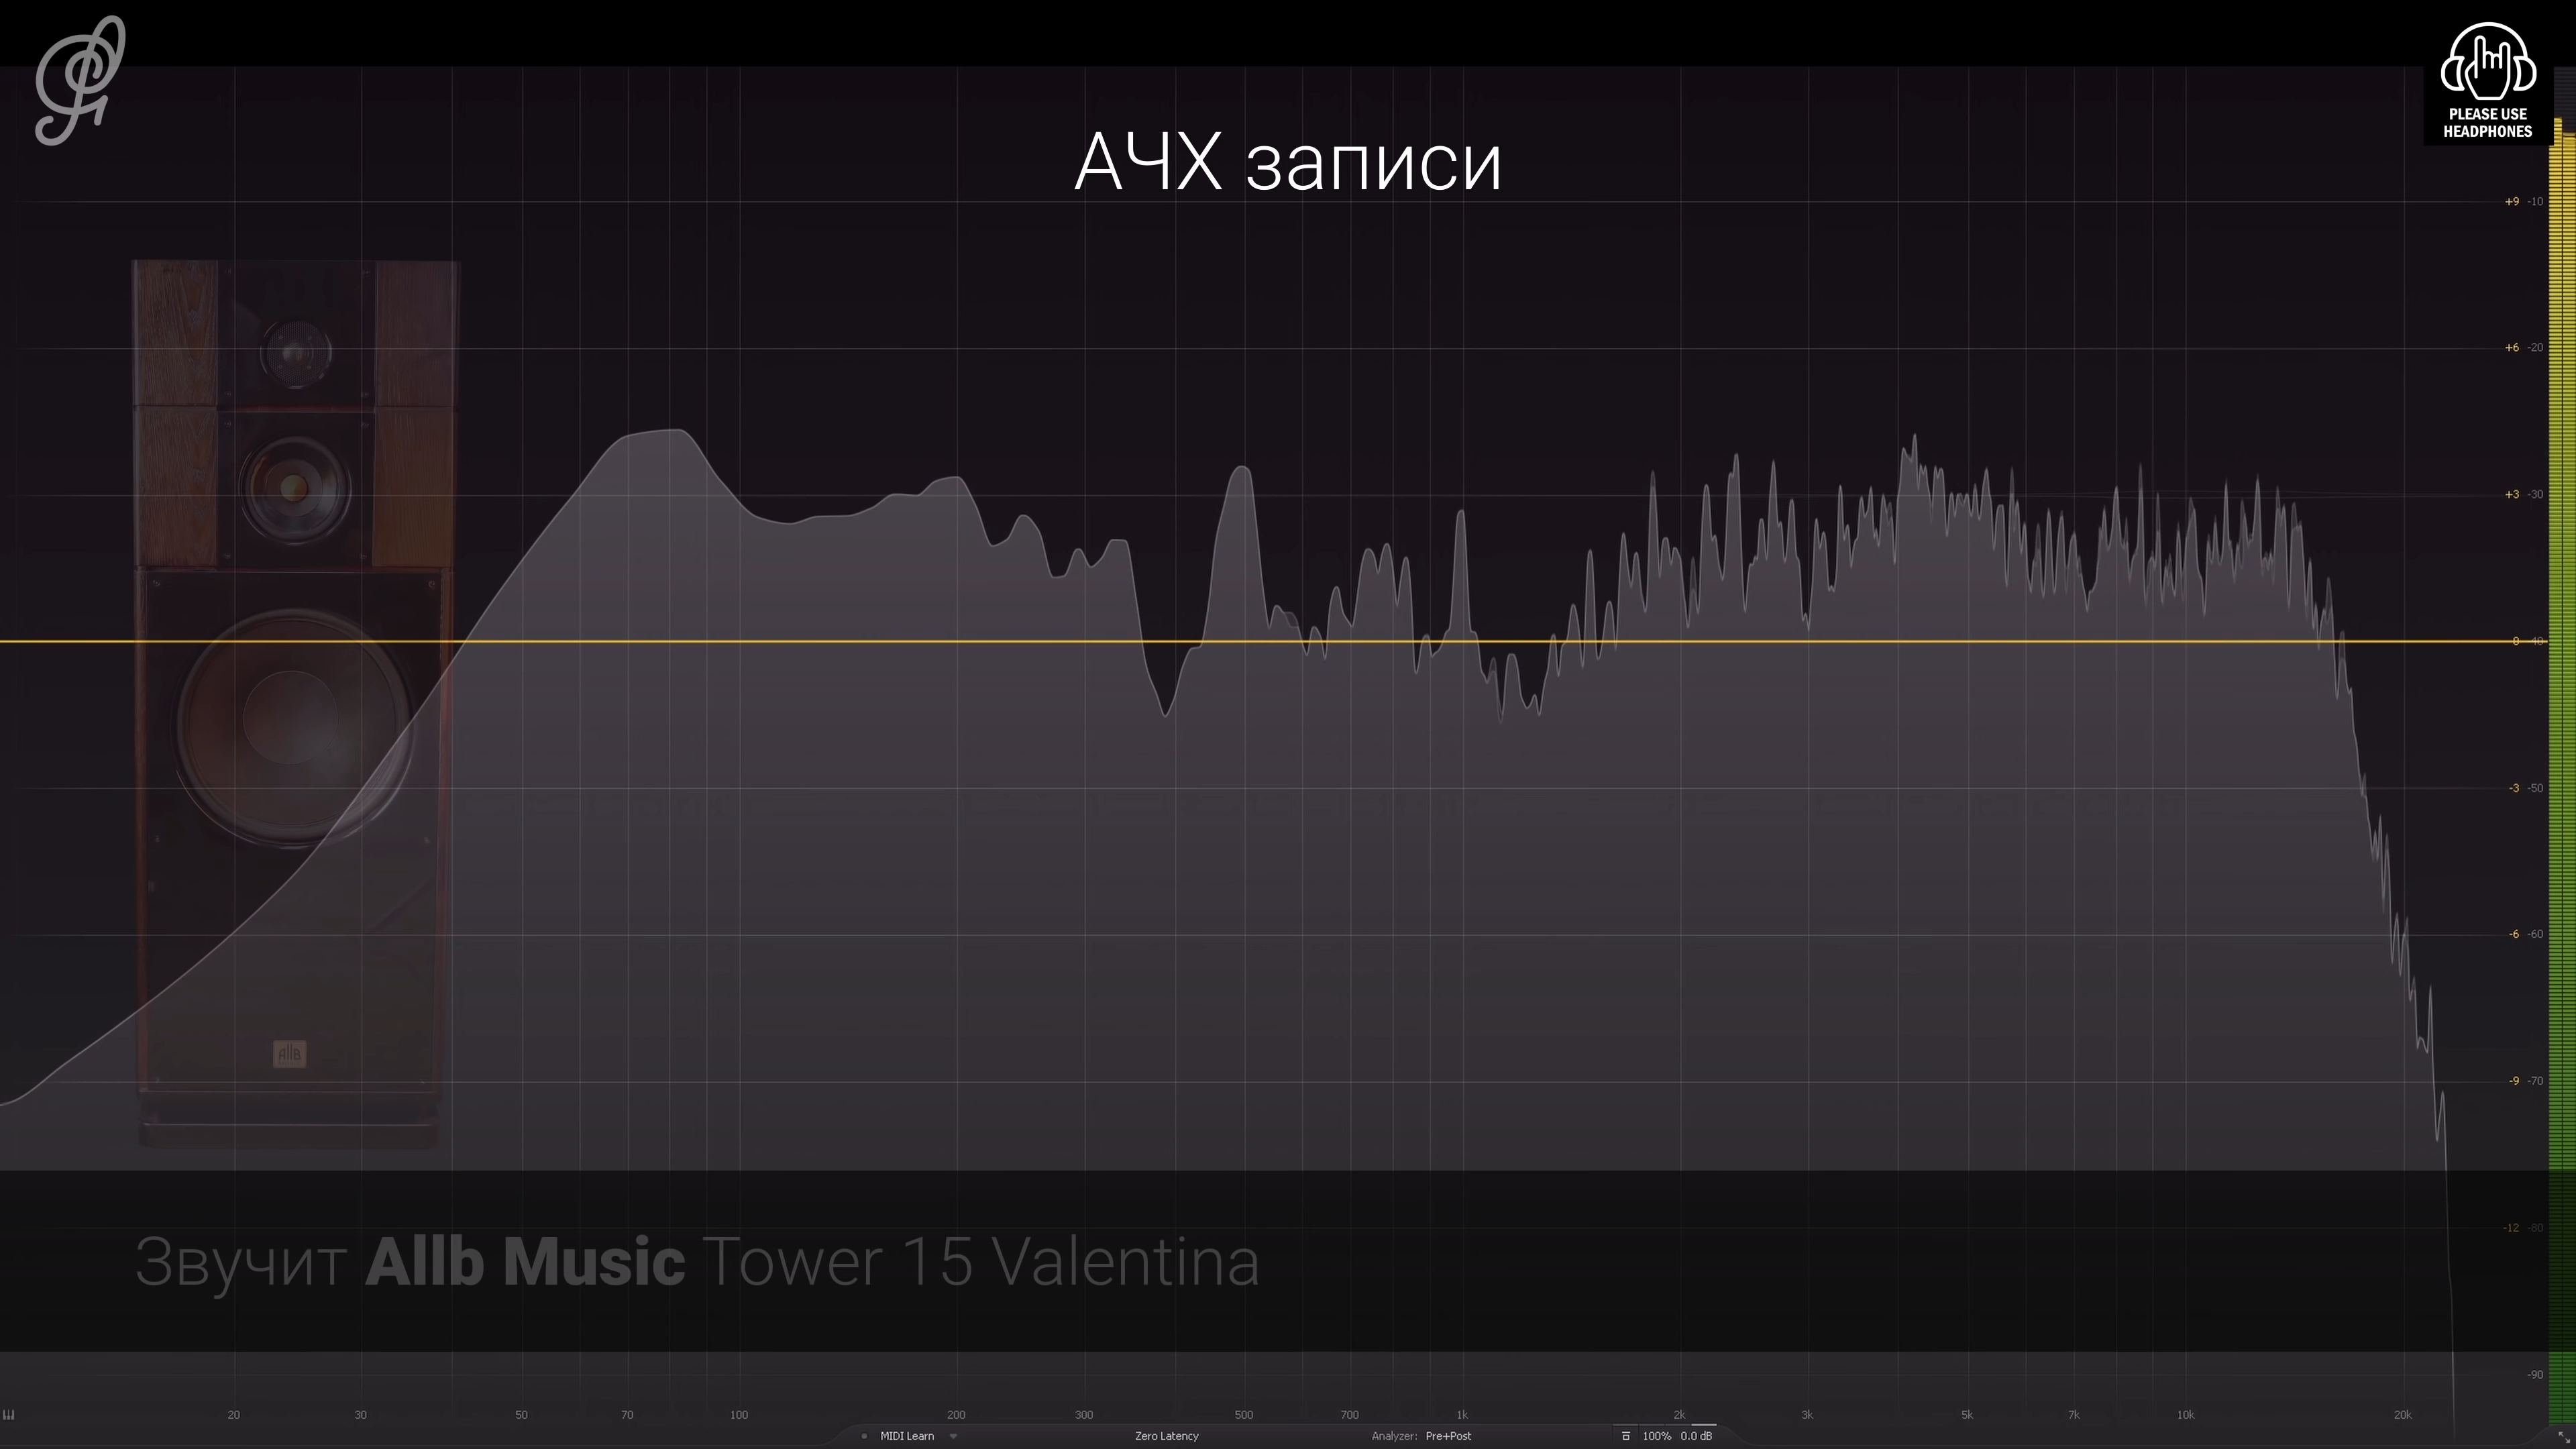 PLEASE USE
HEADPHONES
АЧХ записи
+9 -10
+6 -20
+3 -30
0 -40
-3 -50
-6 -60
-9 -70
AllB
-12 -80
Звучит Allb Music Tower 15 Valentina
-90
20 30 50 70 100 200 300 500 700 1k 2k 3k 5k 7k 10k 20k
MIDI Learn Zero Latency Analyzer: Pre+Post 100% 0.0 dB